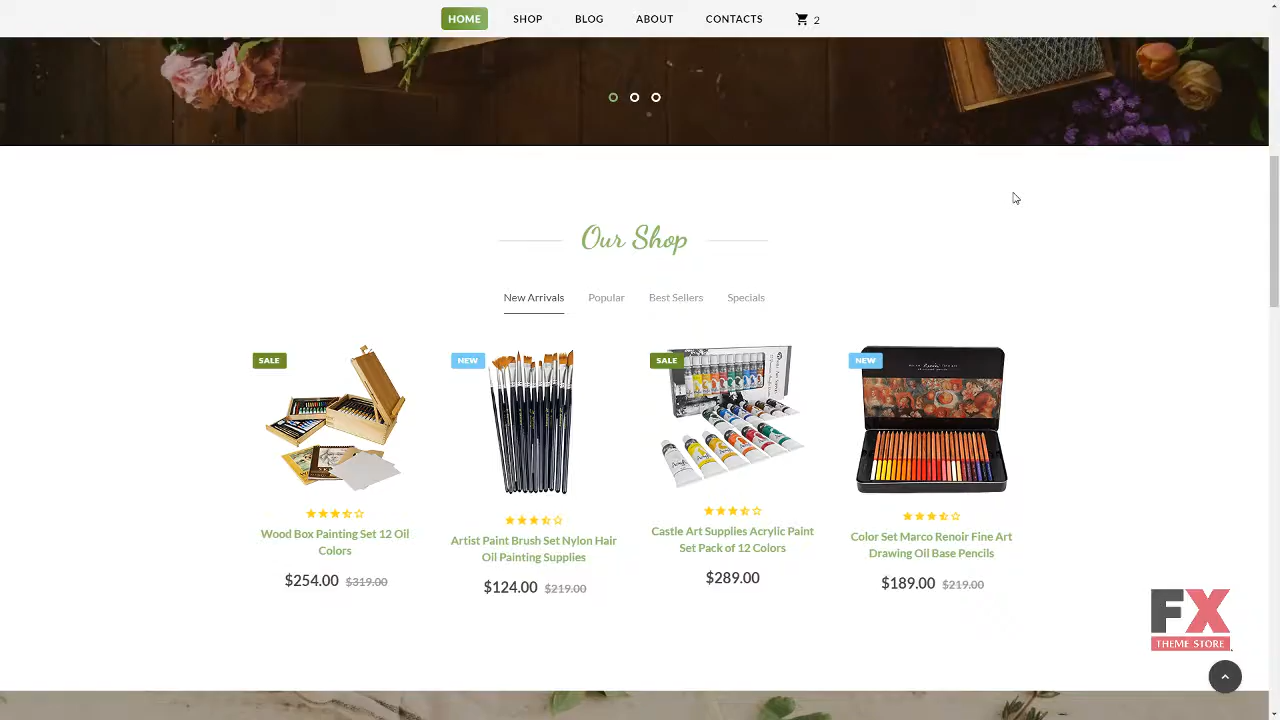 HOME SHOP BLOG ABOUT CONTACTS 2
Our Shop
New Arrivals Popular Best Sellers Specials
SALE NEW SALE NEW
Wood Box Painting Set 12 Oil
Colors
$254.00 $319.00
Artist Paint Brush Set Nylon Hair
Oil Painting Supplies
$124.00 $219.00
Castle Art Supplies Acrylic Paint
Set Pack of 12 Colors
$289.00
Color Set Marco Renoir Fine Art
Drawing Oil Base Pencils
$189.00 $219.00
FX
THEME STORE